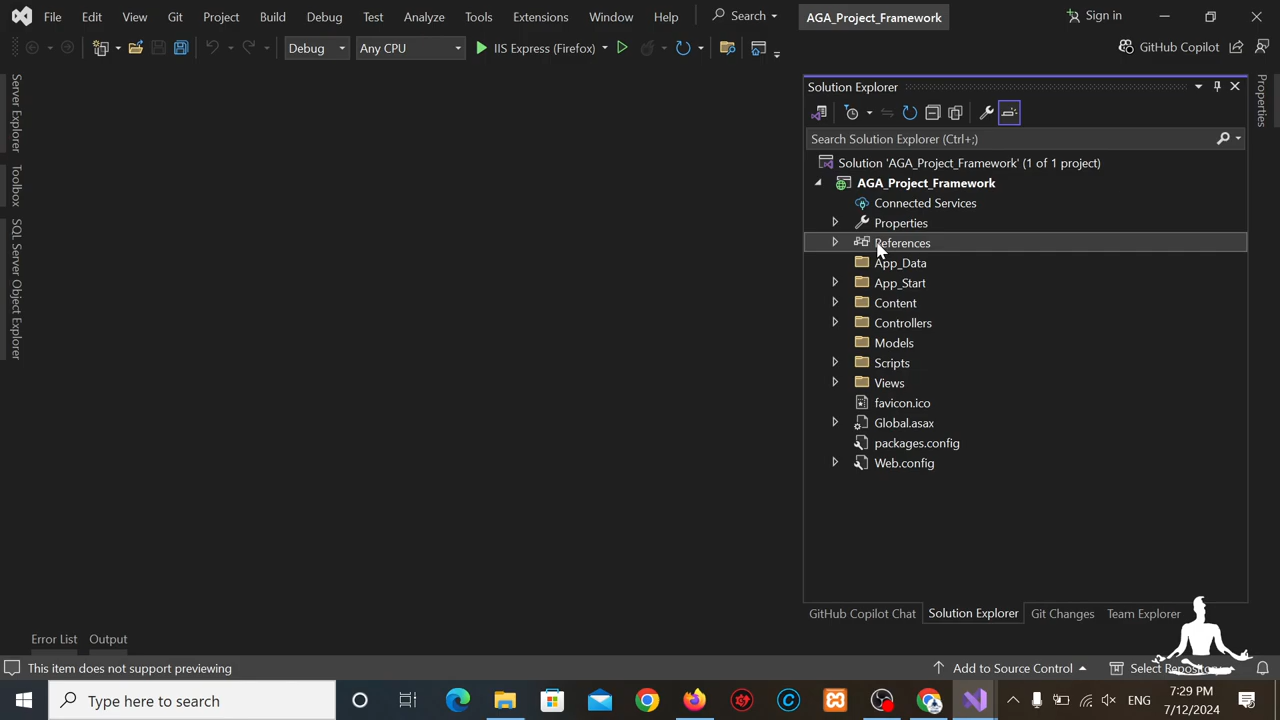 File Edit View Git Project Build Debug Test Analyze Tools Extensions Window Help Search AGA_Project_Framework Sign in
Debug Any CPU IIS Express (Firefox) GitHub Copilot
Server Explorer
Toolbox
SQL Server Object Explorer
Solution Explorer
Search Solution Explorer (Ctrl+;)
Solution 'AGA_Project_Framework' (1 of 1 project)
AGA_Project_Framework
Connected Services
Properties
References
App_Data
App_Start
Content
Controllers
Models
Scripts
Views
favicon.ico
Global.asax
packages.config
Web.config
GitHub Copilot Chat Solution Explorer Git Changes Team Explorer
Properties
Error List Output
This item does not support previewing Add to Source Control Select Repository
Type here to search ENG 7:29 PM
7/12/2024